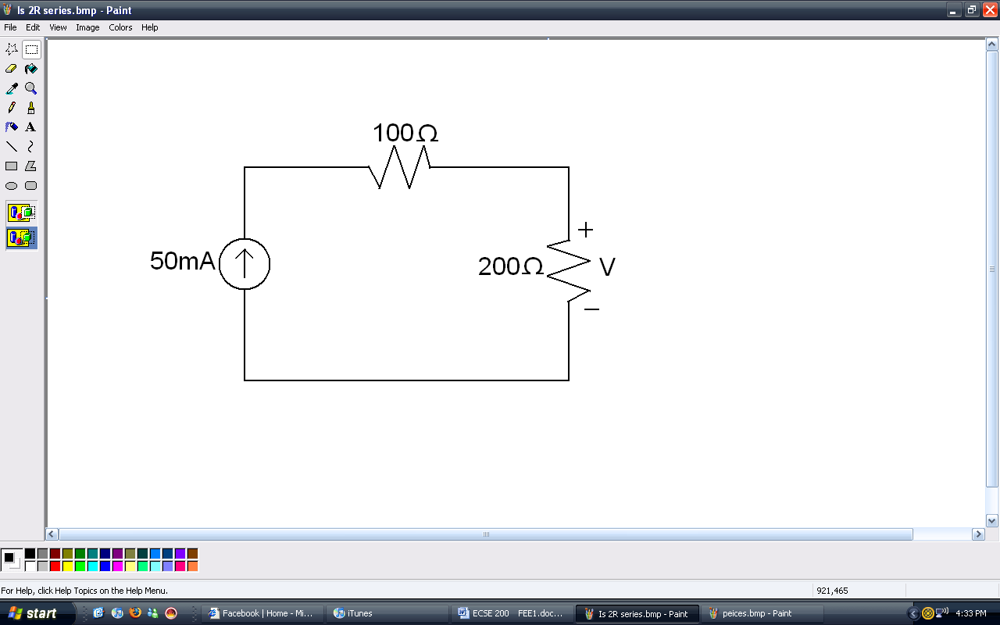 Is 2R series.bmp - Paint
File Edit View Image Colors Help
A
100Ω
+
50mA
200Ω
V
−
For Help, click Help Topics on the Help Menu.
921,465
start
Facebook | Home - Mi...
iTunes
ECSE 200 FEE1.doc...
Is 2R series.bmp - Paint
peices.bmp - Paint
4:33 PM